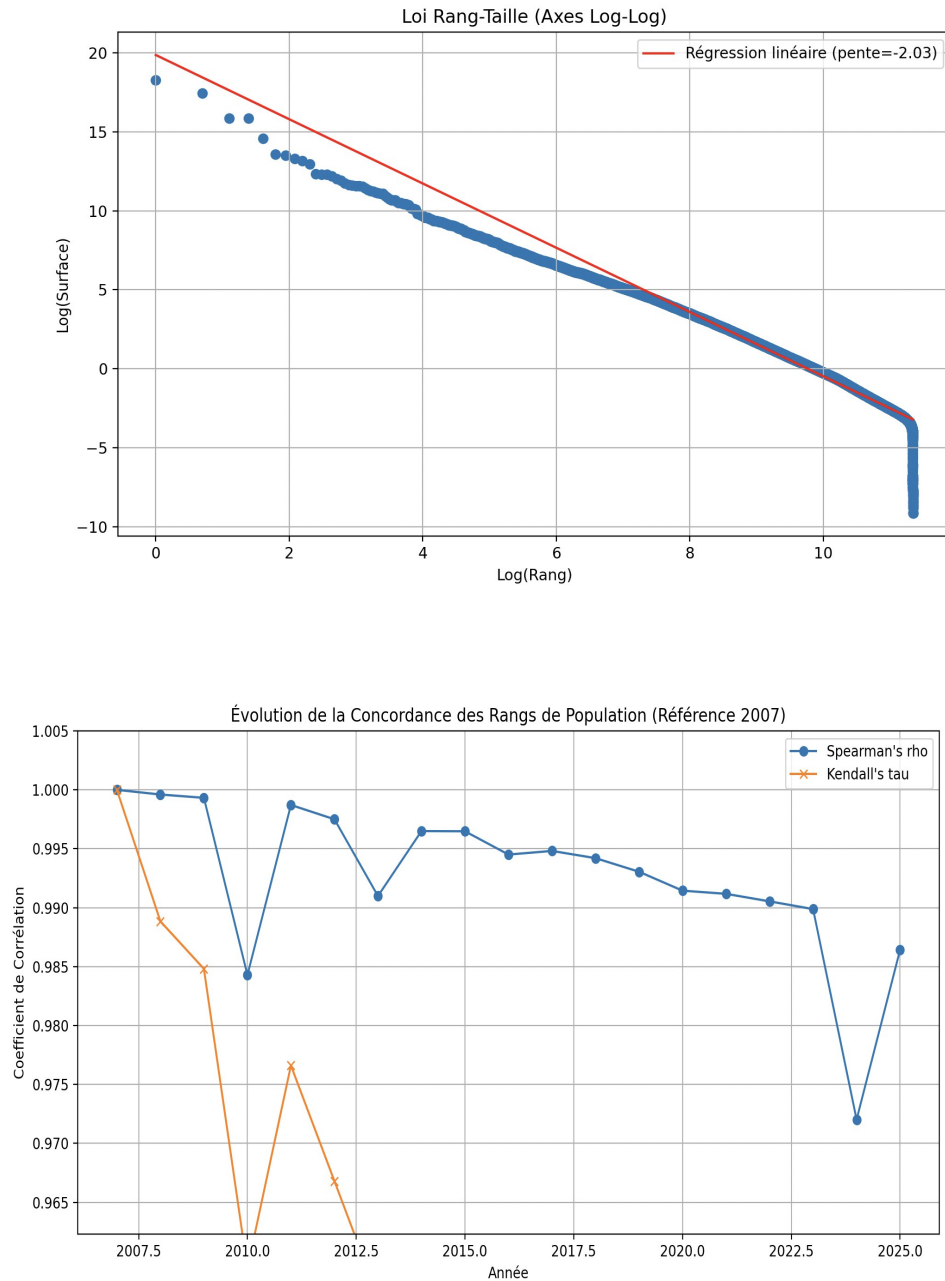 Loi Rang-Taille (Axes Log-Log)
Régression linéaire (pente=-2.03)
20
15
10
5
0
−5
−10
Log(Surface)
0 2 4 6 8 10
Log(Rang)
Évolution de la Concordance des Rangs de Population (Référence 2007)
Spearman's rho
Kendall's tau
1.005
1.000
0.995
0.990
0.985
0.980
0.975
0.970
0.965
Coefficient de Corrélation
2007.5 2010.0 2012.5 2015.0 2017.5 2020.0 2022.5 2025.0
Année